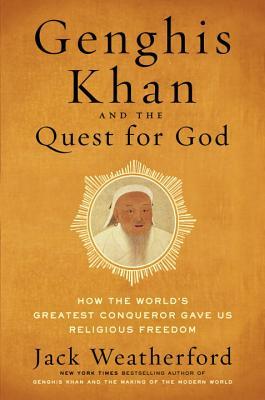 Genghis
Khan
AND THE
Quest for God
HOW THE WORLD'S
GREATEST CONQUEROR GAVE US
RELIGIOUS FREEDOM
Jack Weatherford
NEW YORK TIMES BESTSELLING AUTHOR OF
GENGHIS KHAN AND THE MAKING OF THE MODERN WORLD